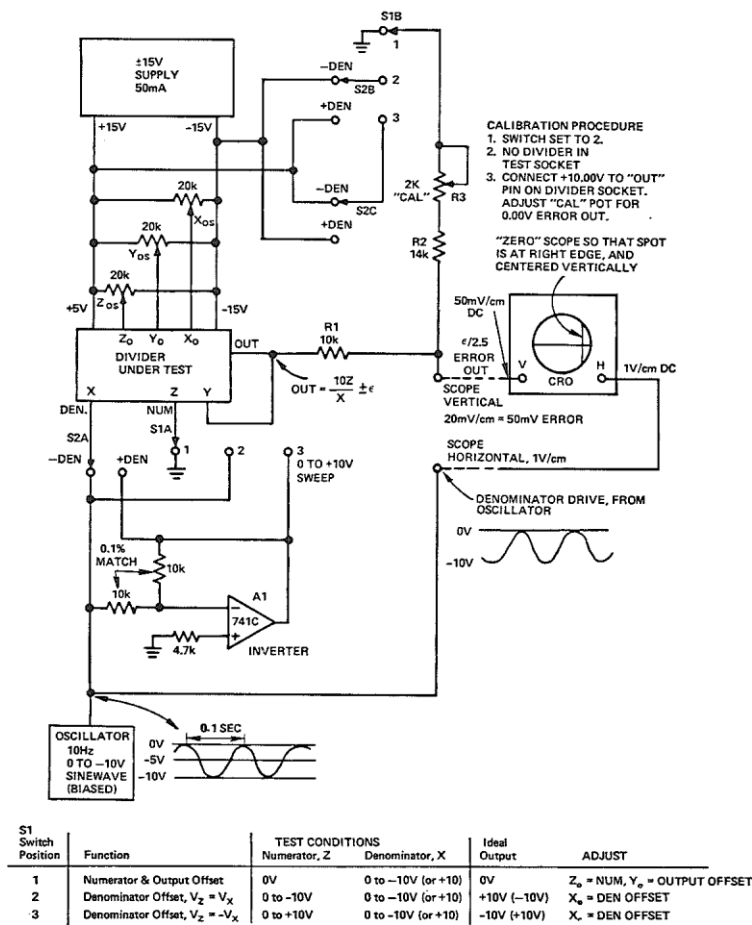 S1B
1
±15V
SUPPLY
50mA
+15V
-15V
–DEN
S2B
2
+DEN
3
–DEN
S2C
+DEN
CALIBRATION PROCEDURE
1. SWITCH SET TO 2.
2. NO DIVIDER IN
TEST SOCKET
3. CONNECT +10.00V TO "OUT"
PIN ON DIVIDER SOCKET.
ADJUST "CAL" POT FOR
0.00V ERROR OUT.
"ZERO" SCOPE SO THAT SPOT
IS AT RIGHT EDGE, AND
CENTERED VERTICALLY
2K
"CAL"
R3
R2
14k
20k
XOS
20k
YOS
20k
ZOS
+5V
-15V
Zo Yo Xo
DIVIDER
UNDER TEST
OUT
X
Z
Y
R1
10k
OUT = 10Z/X ± ϵ
50mV/cm
DC
ϵ/2.5
ERROR
OUT
V
CRO
H
1V/cm DC
SCOPE
VERTICAL
20mV/cm = 50mV ERROR
DEN.
NUM
S2A
S1A
–DEN
+DEN
1
2
3
0 TO +10V
SWEEP
SCOPE
HORIZONTAL, 1V/cm
DENOMINATOR DRIVE, FROM
OSCILLATOR
0V
–10V
0.1%
MATCH
10k
10k
A1
741C
–
+
4.7k
INVERTER
OSCILLATOR
10Hz
0 TO –10V
SINEWAVE
(BIASED)
0.1 SEC
0V
–5V
–10V
S1
Switch
Position
Function
TEST CONDITIONS
Numerator, Z
Denominator, X
Ideal
Output
ADJUST
1 Numerator & Output Offset 0V 0 to –10V (or +10) 0V Zo = NUM, Yo = OUTPUT OFFSET
2 Denominator Offset, VZ = VX 0 to –10V 0 to –10V (or +10) +10V (–10V) Xo = DEN OFFSET
3 Denominator Offset, VZ = -VX 0 to +10V 0 to -10V (or +10) -10V (+10V) = DEN OFFSET